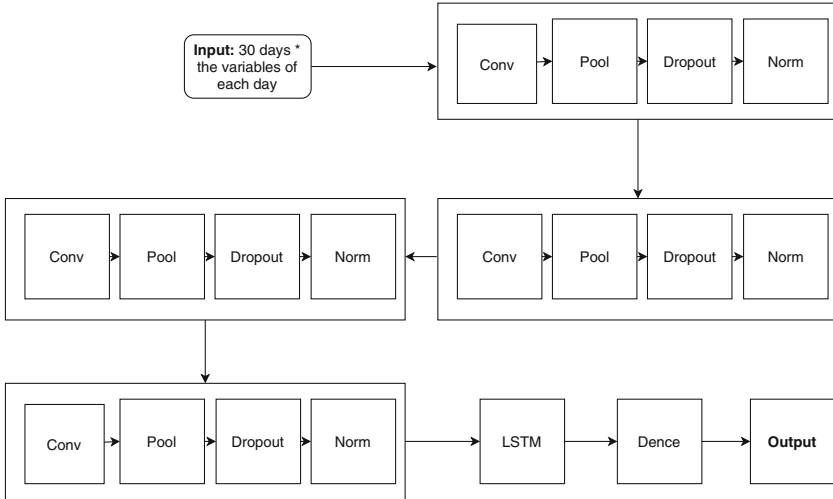 Input: 30 days *
the variables of
each day
Conv
Pool
Dropout
Norm
Conv
Pool
Dropout
Norm
Conv
Pool
Dropout
Norm
Conv
Pool
Dropout
Norm
LSTM
Dence
Output